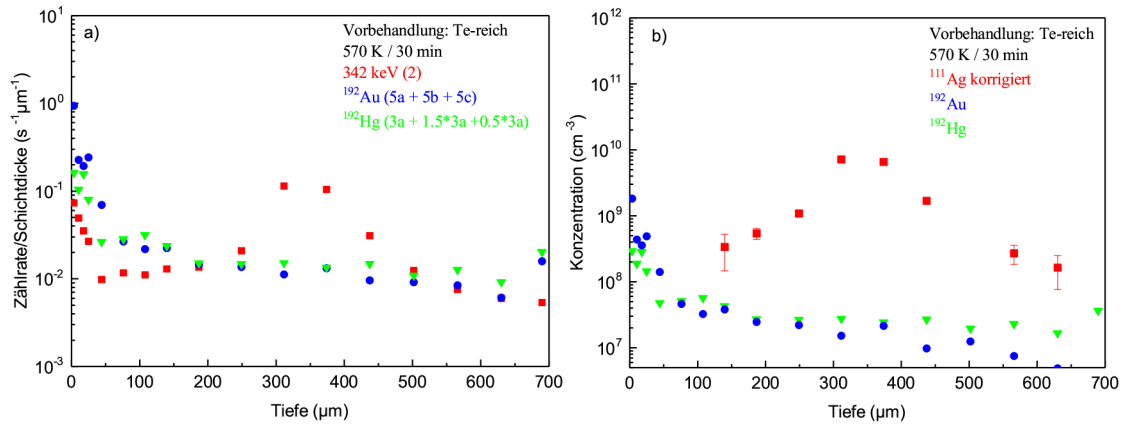 a)
Vorbehandlung: Te-reich
570 K / 30 min
342 keV (2)
¹⁹²Au (5a + 5b + 5c)
¹⁹²Hg (3a + 1.5*3a +0.5*3a)
Zählrate/Schichtdicke (s⁻¹µm⁻¹)
10⁰
10⁻¹
10⁻²
10⁻³
0 100 200 300 400 500 600 700
Tiefe (µm)
b)
Vorbehandlung: Te-reich
570 K / 30 min
¹¹¹Ag korrigiert
¹⁹²Au
¹⁹²Hg
Konzentration (cm⁻³)
10¹²
10¹¹
10¹⁰
10⁹
10⁸
10⁷
0 100 200 300 400 500 600 700
Tiefe (µm)